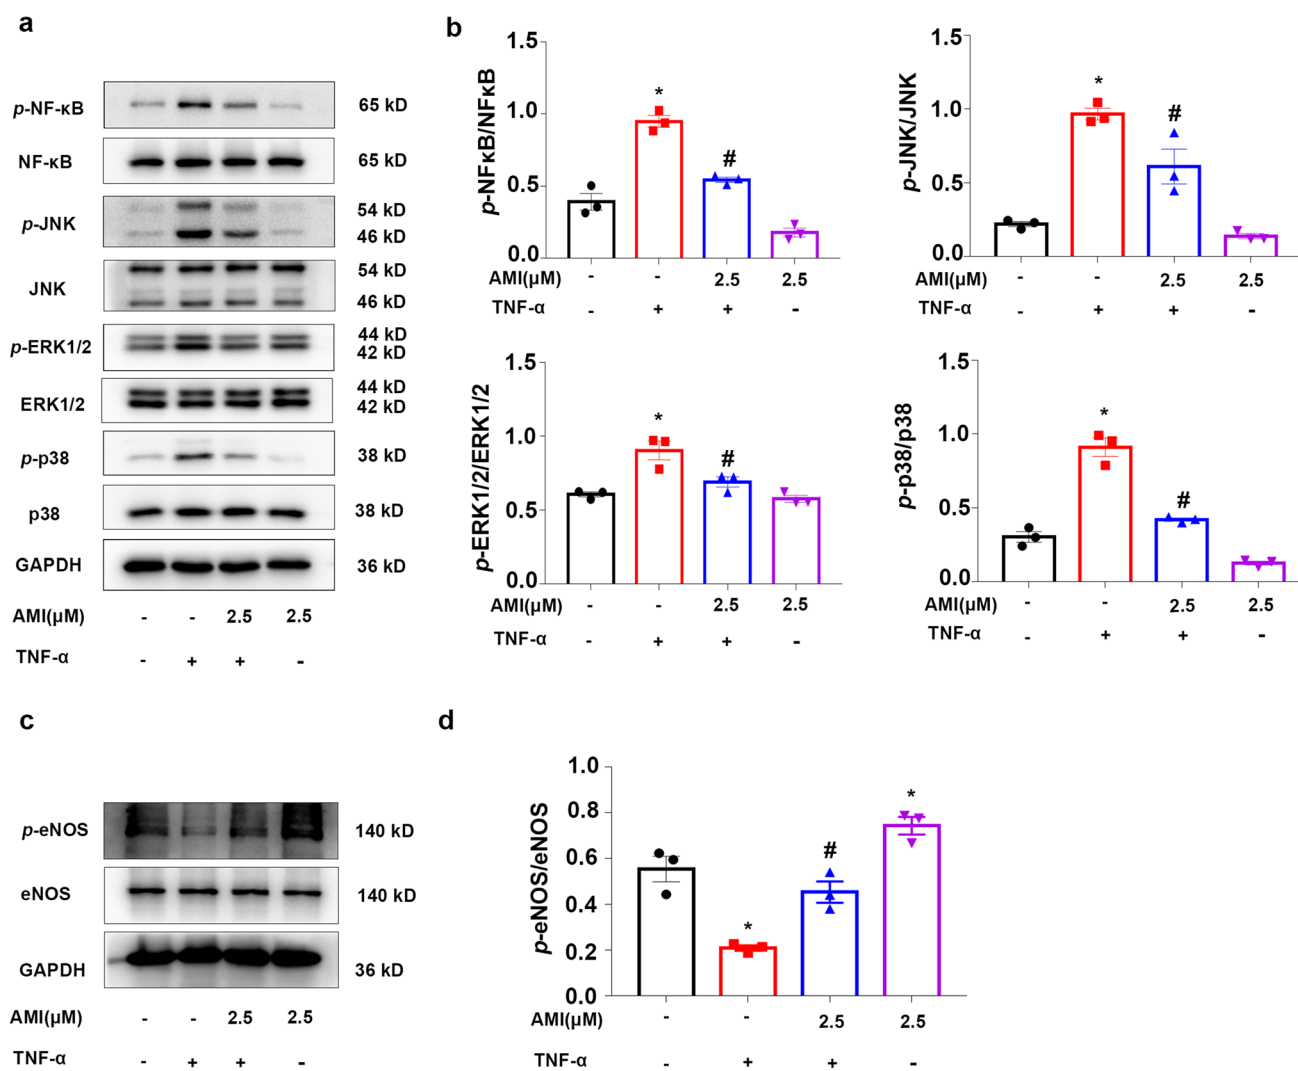 a
p-NF-κB 65 kD
NF-κB 65 kD
p-JNK 54 kD
46 kD
JNK 54 kD
46 kD
p-ERK1/2 44 kD
42 kD
ERK1/2 44 kD
42 kD
p-p38 38 kD
p38 38 kD
GAPDH 36 kD
AMI(μM) - - 2.5 2.5
TNF-α - + + -
b
p-NFκB/NFκB
1.5
1.0
0.5
0.0
* #
AMI(μM) - - 2.5 2.5
TNF-α - + + -
p-JNK/JNK
1.5
1.0
0.5
0.0
* #
AMI(μM) - - 2.5 2.5
TNF-α - + + -
p-ERK1/2/ERK1/2
1.5
1.0
0.5
0.0
* #
AMI(μM) - - 2.5 2.5
TNF-α - + + -
p-p38/p38
1.5
1.0
0.5
0.0
* #
AMI(μM) - - 2.5 2.5
TNF-α - + + -
c
p-eNOS 140 kD
eNOS 140 kD
GAPDH 36 kD
AMI(μM) - - 2.5 2.5
TNF-α - + + -
d
p-eNOS/eNOS
1.0
0.8
0.6
0.4
0.2
0.0
* # *
AMI(μM) - - 2.5 2.5
TNF-α - + + -